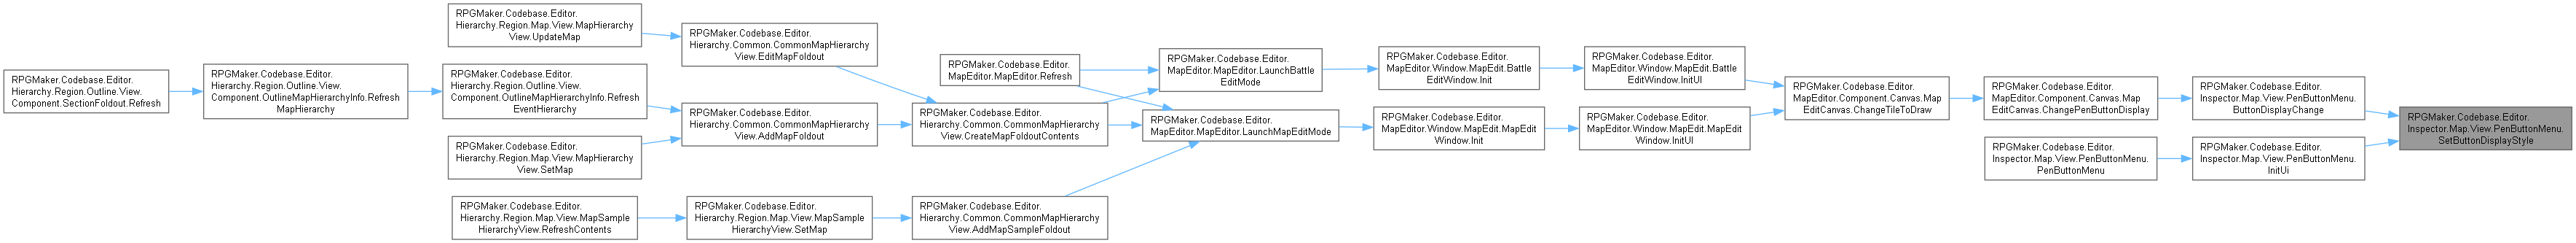 RPGMaker.Codebase.Editor.
Hierarchy.Region.Outline.View.
Component.SectionFoldout.Refresh
RPGMaker.Codebase.Editor.
Hierarchy.Region.Outline.View.
Component.OutlineMapHierarchyInfo.Refresh
MapHierarchy
RPGMaker.Codebase.Editor.
Hierarchy.Region.Map.View.MapHierarchy
View.UpdateMap
RPGMaker.Codebase.Editor.
Hierarchy.Region.Outline.View.
Component.OutlineMapHierarchyInfo.Refresh
EventHierarchy
RPGMaker.Codebase.Editor.
Hierarchy.Region.Map.View.MapHierarchy
View.SetMap
RPGMaker.Codebase.Editor.
Hierarchy.Region.Map.View.MapSample
HierarchyView.RefreshContents
RPGMaker.Codebase.Editor.
Hierarchy.Common.CommonMapHierarchy
View.EditMapFoldout
RPGMaker.Codebase.Editor.
Hierarchy.Common.CommonMapHierarchy
View.AddMapFoldout
RPGMaker.Codebase.Editor.
Hierarchy.Region.Map.View.MapSample
HierarchyView.SetMap
RPGMaker.Codebase.Editor.
MapEditor.MapEditor.Refresh
RPGMaker.Codebase.Editor.
Hierarchy.Common.CommonMapHierarchy
View.CreateMapFoldoutContents
RPGMaker.Codebase.Editor.
Hierarchy.Common.CommonMapHierarchy
View.AddMapSampleFoldout
RPGMaker.Codebase.Editor.
MapEditor.MapEditor.LaunchBattle
EditMode
RPGMaker.Codebase.Editor.
MapEditor.MapEditor.LaunchMapEditMode
RPGMaker.Codebase.Editor.
MapEditor.Window.MapEdit.Battle
EditWindow.Init
RPGMaker.Codebase.Editor.
MapEditor.Window.MapEdit.MapEdit
Window.Init
RPGMaker.Codebase.Editor.
MapEditor.Window.MapEdit.Battle
EditWindow.InitUI
RPGMaker.Codebase.Editor.
MapEditor.Window.MapEdit.MapEdit
Window.InitUI
RPGMaker.Codebase.Editor.
MapEditor.Component.Canvas.Map
EditCanvas.ChangeTileToDraw
RPGMaker.Codebase.Editor.
MapEditor.Component.Canvas.Map
EditCanvas.ChangePenButtonDisplay
RPGMaker.Codebase.Editor.
Inspector.Map.View.PenButtonMenu.
PenButtonMenu
RPGMaker.Codebase.Editor.
Inspector.Map.View.PenButtonMenu.
ButtonDisplayChange
RPGMaker.Codebase.Editor.
Inspector.Map.View.PenButtonMenu.
InitUi
RPGMaker.Codebase.Editor.
Inspector.Map.View.PenButtonMenu.
SetButtonDisplayStyle